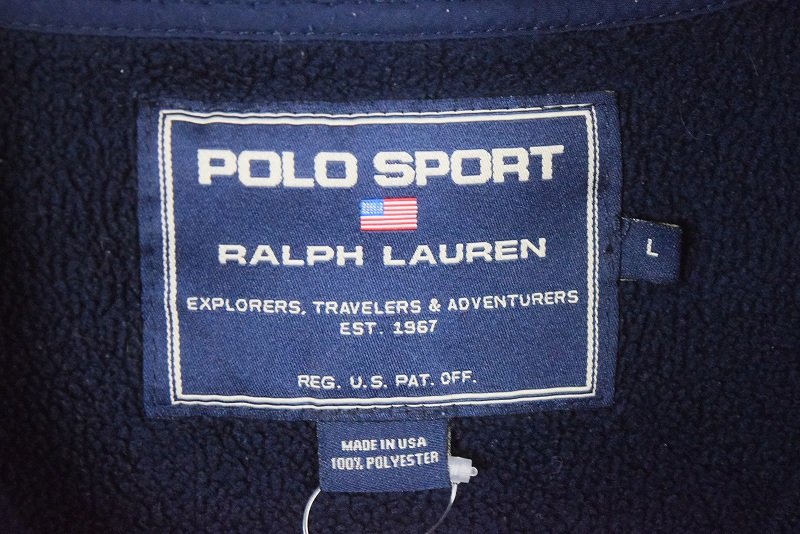 POLO SPORT
RALPH LAUREN
EXPLORERS, TRAVELERS & ADVENTURERS
EST. 1967
REG. U.S. PAT. OFF.
L
MADE IN USA
100% POLYESTER